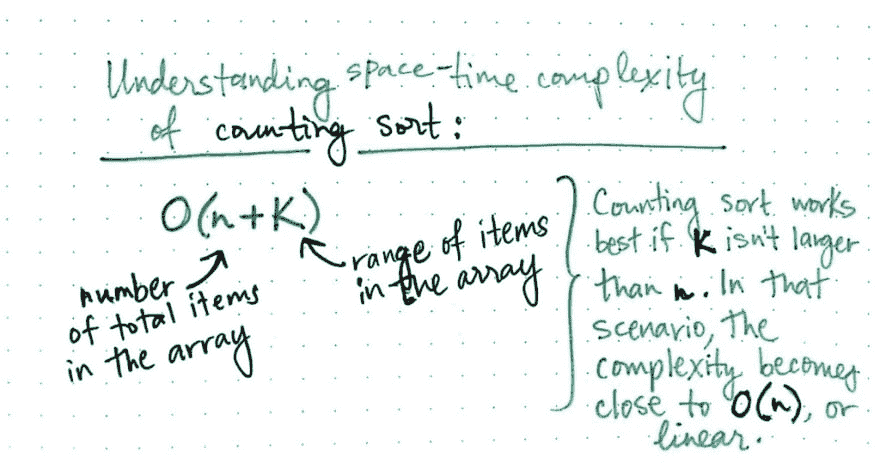 Understanding space-time complexity
of counting sort:
O(n+K)
number
of total items
in the array
range of items
in the array
Counting sort works
best if K isn't larger
than n. In that
scenario, the
complexity becomes
close to O(n), or
linear.